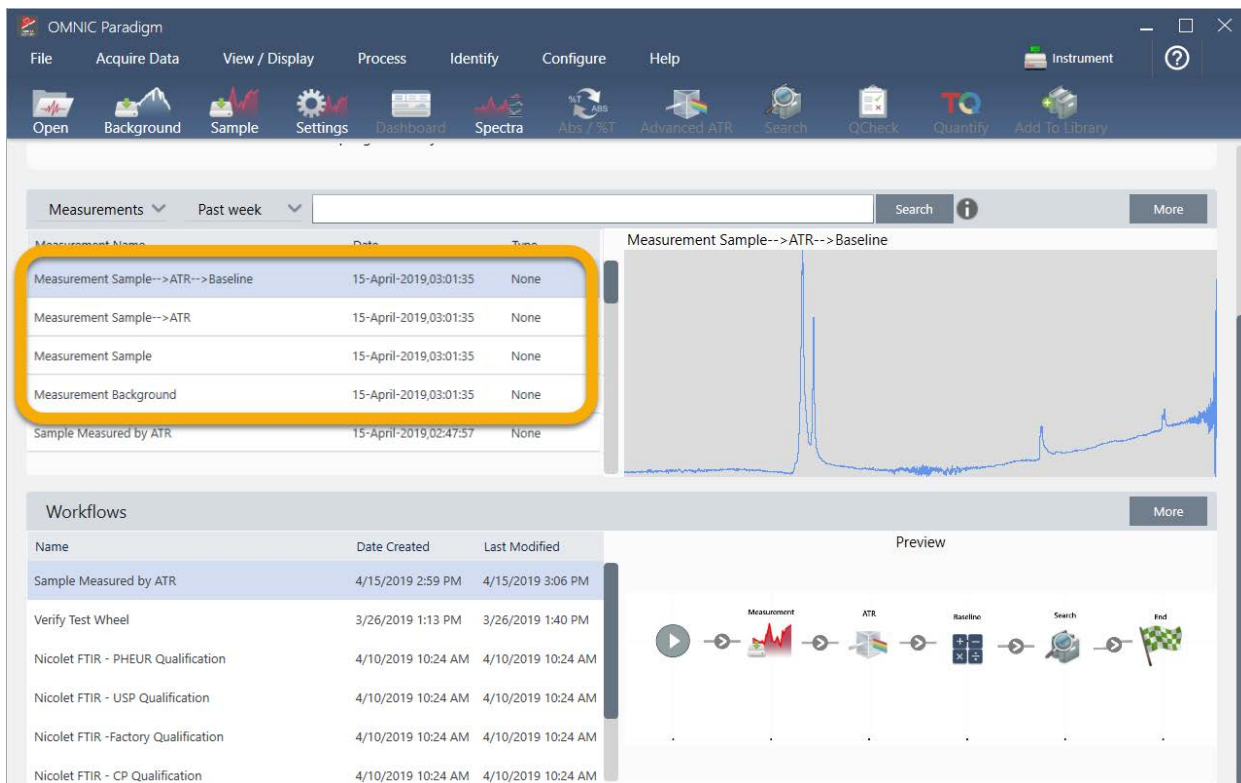 OMNIC Paradigm
File Acquire Data View / Display Process Identify Configure Help Instrument
%T ABS TQ
Open Background Sample Settings Dashboard Spectra Abs / %T Advanced ATR Search QCheck Quantify Add To Library
Measurements Past week Search More
Measurement Name Date Type
Measurement Sample-->ATR-->Baseline
Measurement Sample-->ATR-->Baseline 15-April-2019,03:01:35 None
Measurement Sample-->ATR 15-April-2019,03:01:35 None
Measurement Sample 15-April-2019,03:01:35 None
Measurement Background 15-April-2019,03:01:35 None
Sample Measured by ATR 15-April-2019,02:47:57 None
Workflows More
Name Date Created Last Modified
Preview
Sample Measured by ATR 4/15/2019 2:59 PM 4/15/2019 3:06 PM
Verify Test Wheel 3/26/2019 1:13 PM 3/26/2019 1:40 PM
Nicolet FTIR - PHEUR Qualification 4/10/2019 10:24 AM 4/10/2019 10:24 AM
Nicolet FTIR - USP Qualification 4/10/2019 10:24 AM 4/10/2019 10:24 AM
Nicolet FTIR -Factory Qualification 4/10/2019 10:24 AM 4/10/2019 10:24 AM
Nicolet FTIR - CP Qualification 4/10/2019 10:24 AM 4/10/2019 10:24 AM
Measurement ATR Baseline Search End